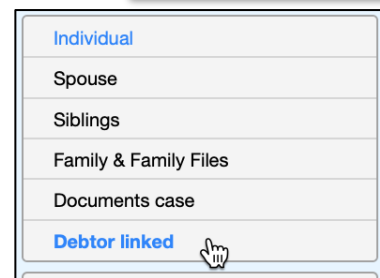 Individual
Spouse
Siblings
Family & Family Files
Documents case
Debtor linked